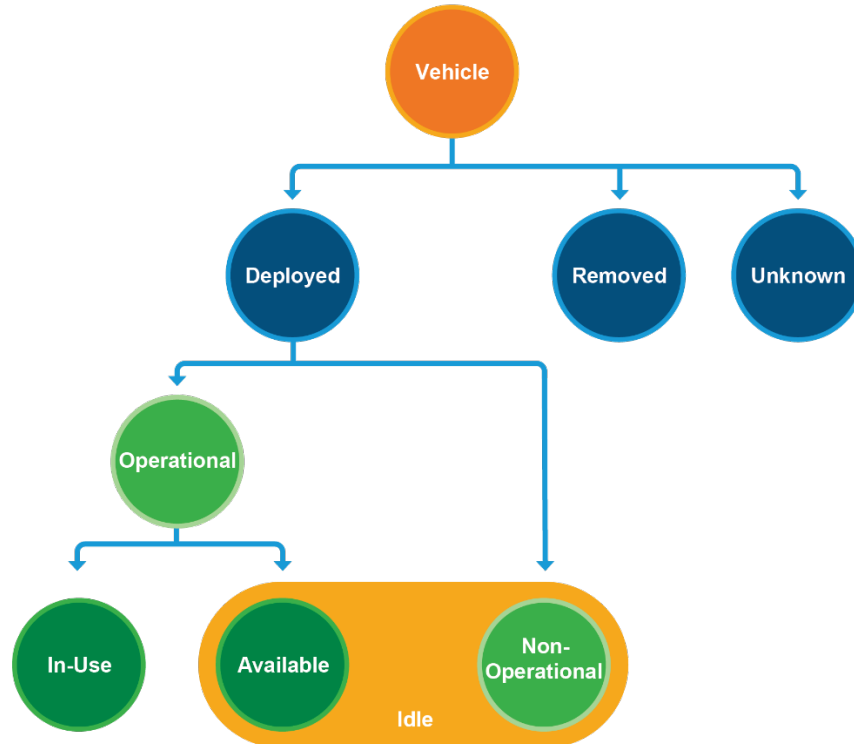 Vehicle
Deployed
Removed
Unknown
Operational
In-Use
Available
Non-
Operational
Idle